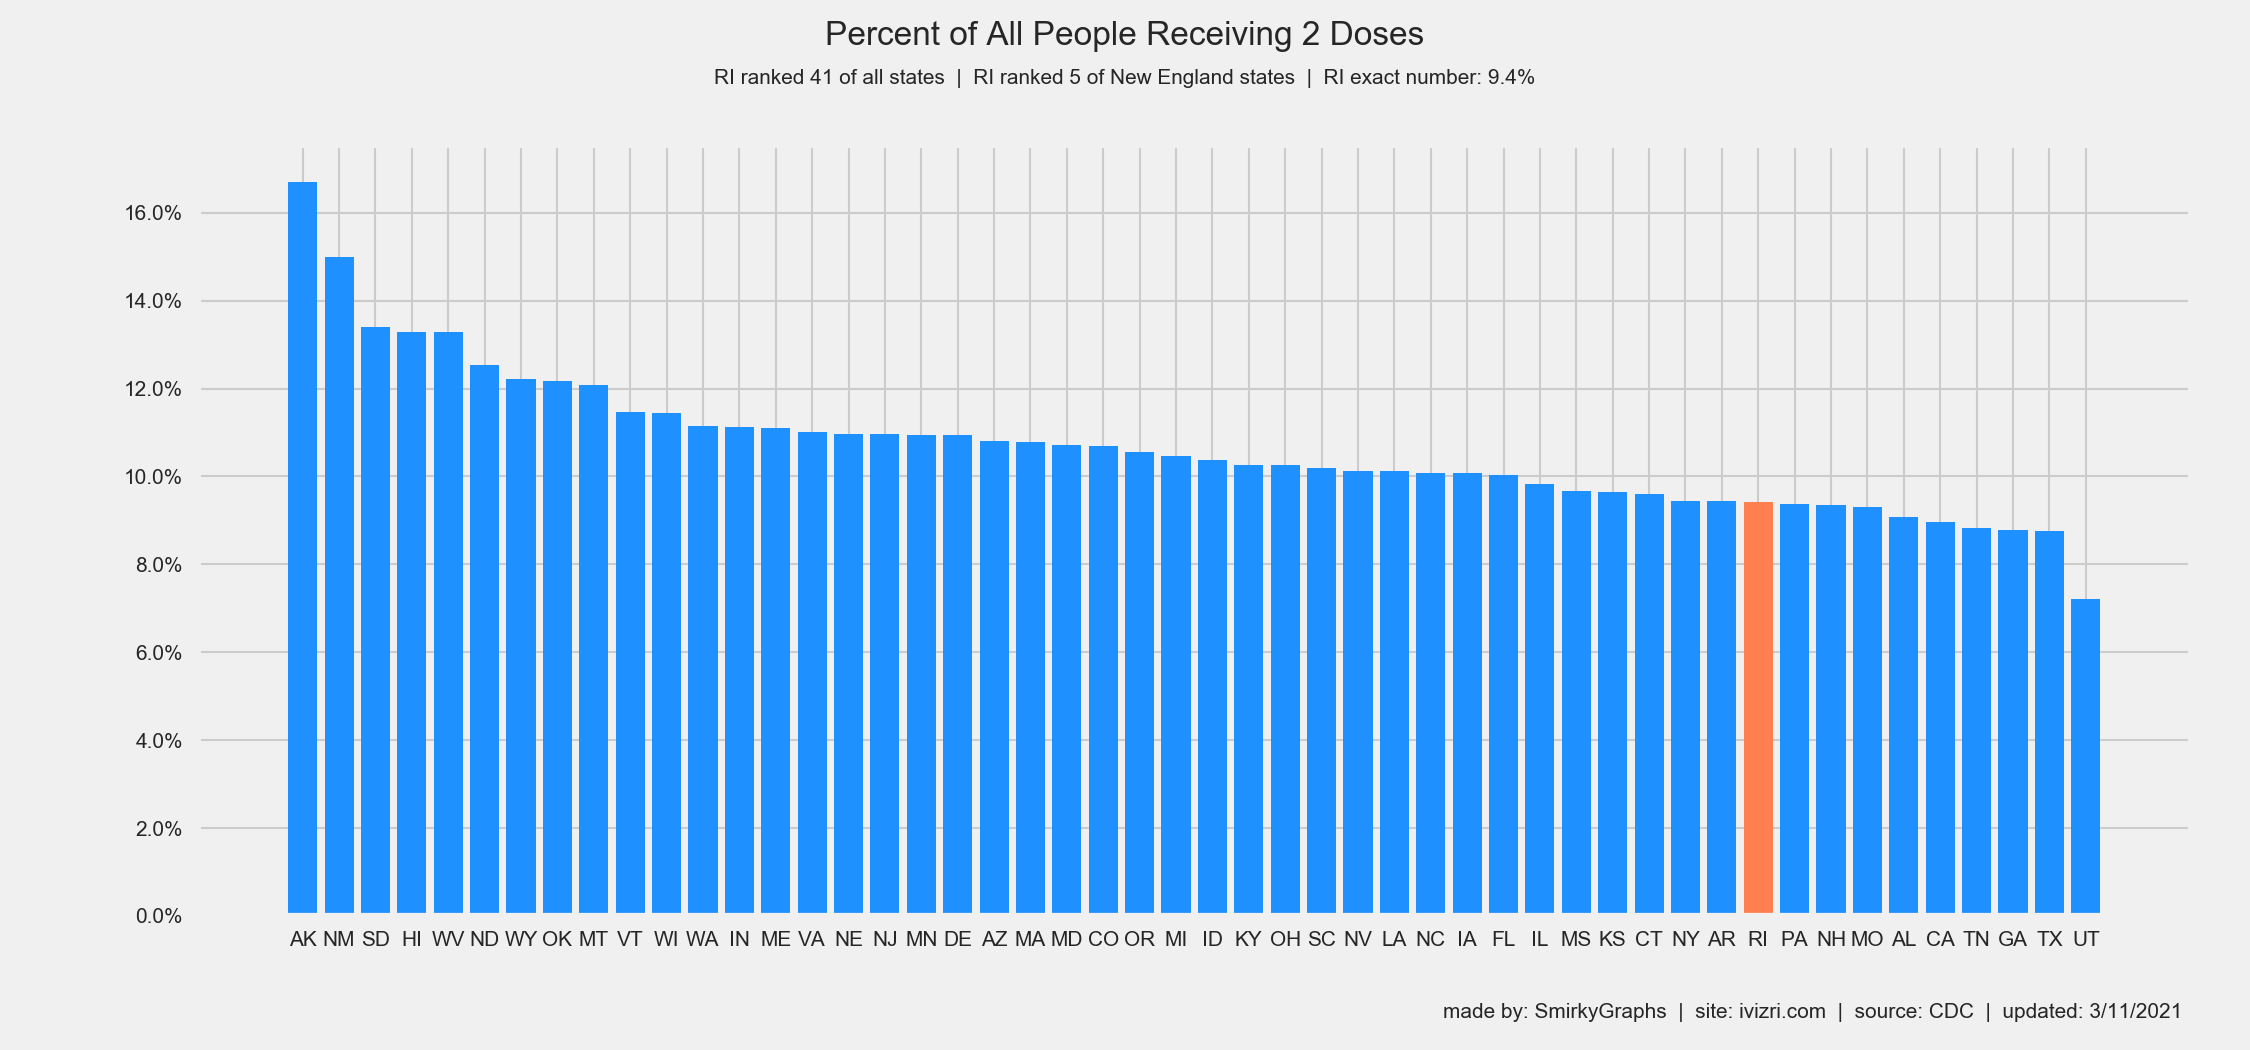 Percent of All People Receiving 2 Doses
RI ranked 41 of all states | RI ranked 5 of New England states | RI exact number: 9.4%
16.0%
14.0%
12.0%
10.0%
8.0%
6.0%
4.0%
2.0%
0.0%
AK NM SD HI WV ND WY OK MT VT WI WA IN ME VA NE NJ MN DE AZ MA MD CO OR MI ID KY OH SC NV LA NC IA FL IL MS KS CT NY AR RI PA NH MO AL CA TN GA TX UT
made by: SmirkyGraphs | site: ivizri.com | source: CDC | updated: 3/11/2021